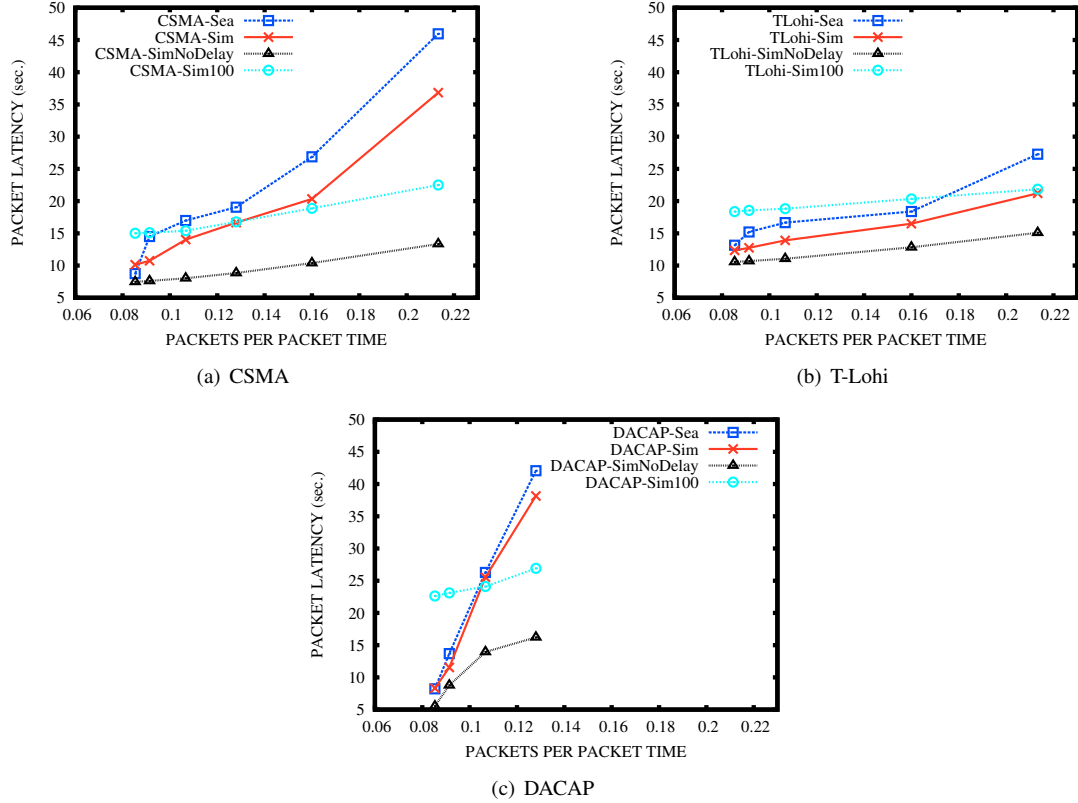 50
45
40
35
30
25
20
15
10
5
PACKET LATENCY (sec.)
CSMA-Sea
CSMA-Sim
CSMA-SimNoDelay
CSMA-Sim100
0.06 0.08 0.1 0.12 0.14 0.16 0.18 0.2 0.22
PACKETS PER PACKET TIME
(a) CSMA
50
45
40
35
30
25
20
15
10
5
PACKET LATENCY (sec.)
TLohi-Sea
TLohi-Sim
TLohi-SimNoDelay
TLohi-Sim100
0.06 0.08 0.1 0.12 0.14 0.16 0.18 0.2 0.22
PACKETS PER PACKET TIME
(b) T-Lohi
50
45
40
35
30
25
20
15
10
5
PACKET LATENCY (sec.)
DACAP-Sea
DACAP-Sim
DACAP-SimNoDelay
DACAP-Sim100
0.06 0.08 0.1 0.12 0.14 0.16 0.18 0.2 0.22
PACKETS PER PACKET TIME
(c) DACAP